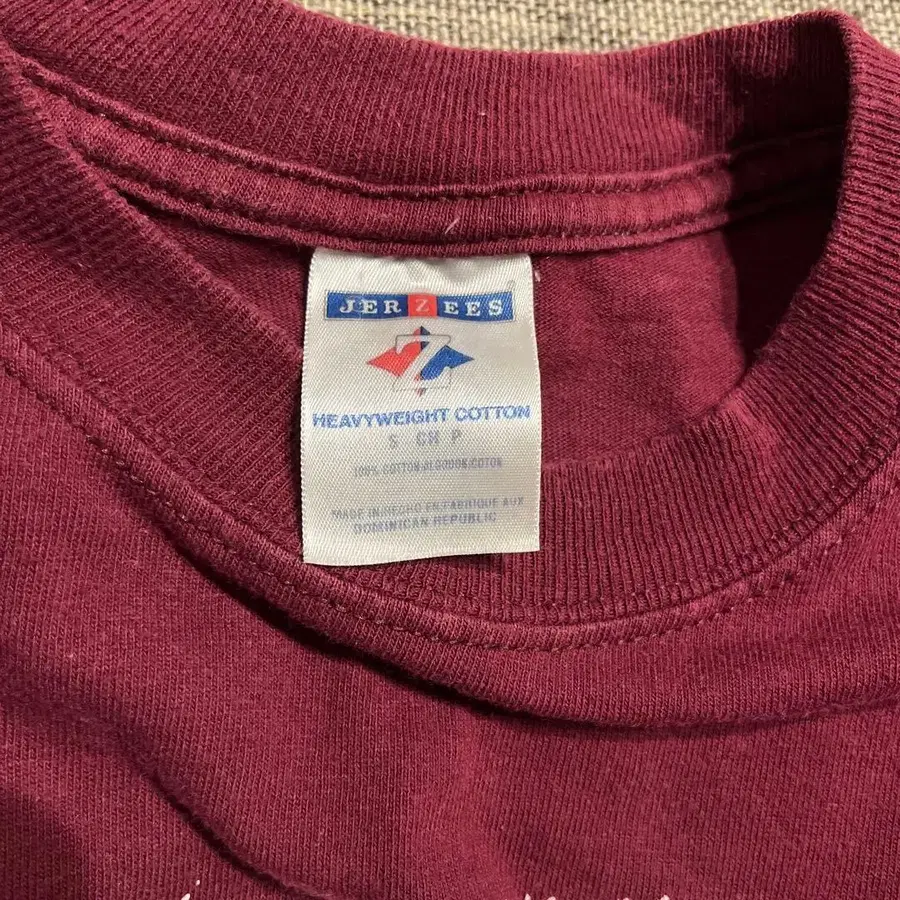 JERZEES
Z
HEAVYWEIGHT COTTON
S CH P
100% COTTON/ALGODON/COTON
MADE IN/HECHO EN/FABRIQUE AUX
DOMINICAN REPUBLIC